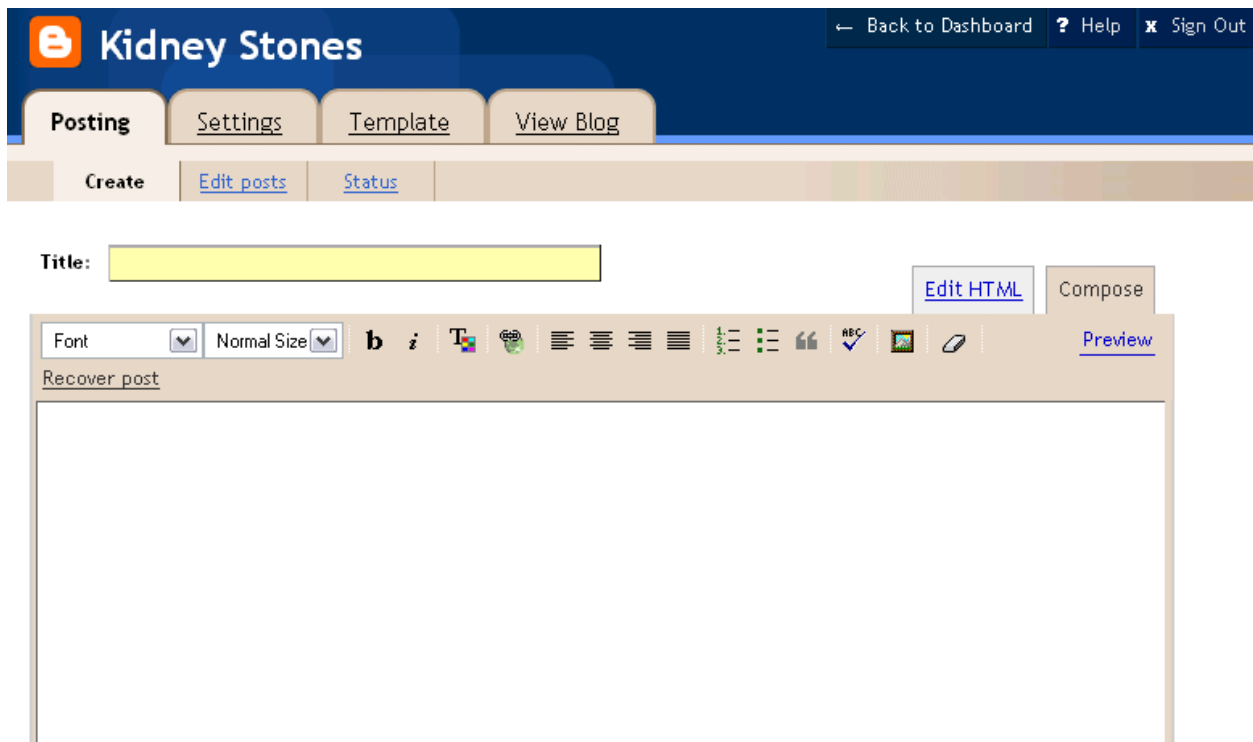 Kidney Stones
← Back to Dashboard ? Help x Sign Out
Posting Settings Template View Blog
Create Edit posts Status
Title:
Edit HTML Compose
Font Normal Size b i T ABC Preview
Recover post